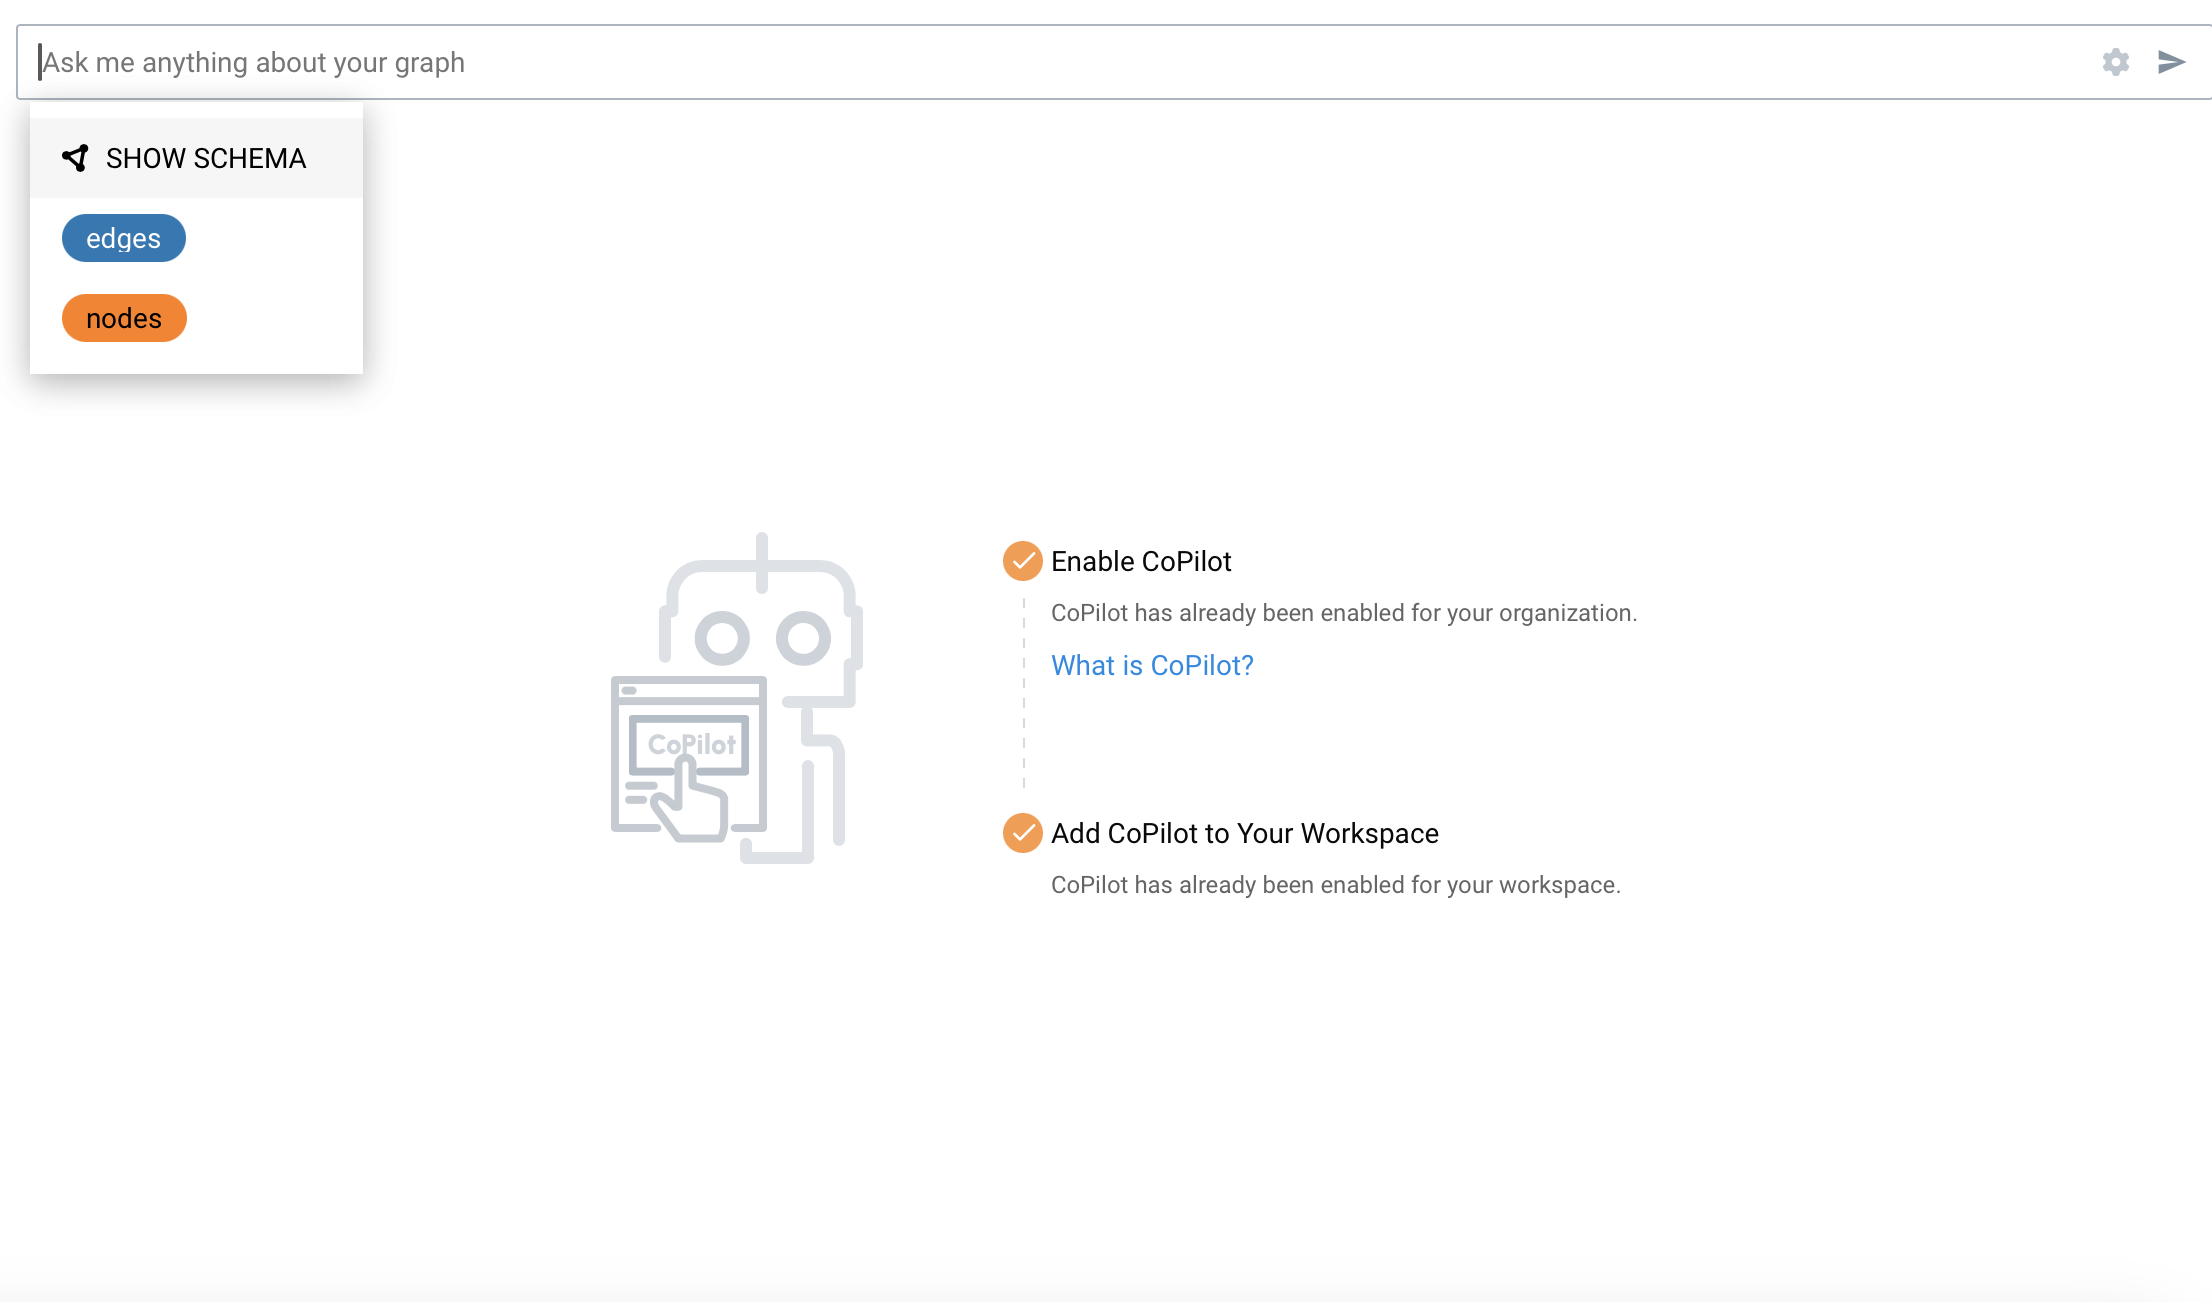 Ask me anything about your graph
SHOW SCHEMA
edges
nodes
CoPilot
Enable CoPilot
CoPilot has already been enabled for your organization.
What is CoPilot?
Add CoPilot to Your Workspace
CoPilot has already been enabled for your workspace.